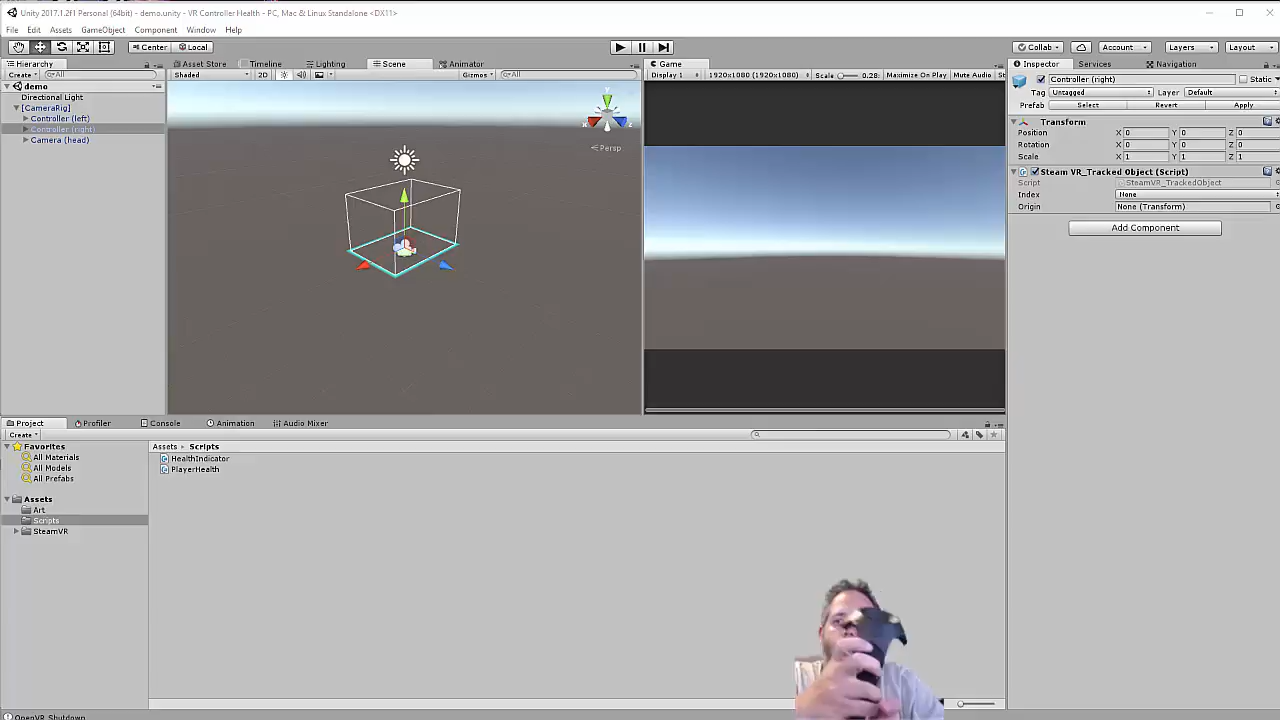 Unity 2017.1.2f1 Personal (64bit) - demo.unity - VR Controller Health - PC, Mac & Linux Standalone <DX11>
File Edit Assets GameObject Component Window Help
Center Local Collab Account Layers Layout
Hierarchy Asset Store Timeline Lighting Scene Animator Game Inspector Services Navigation
Create All Shaded 2D Gizmos All Display 1 1920x1080 (1920x1080) Scale 0.28 Maximize On Play Mute Audio
Controller (right) Static
demo
Tag Untagged Layer Default
Directional Light
Prefab Select Revert Apply
[CameraRig]
Controller (left)
Controller (right)
Camera (head)
Persp
Transform
Position X 0 Y 0 Z 0
Rotation X 0 Y 0 Z 0
Scale X 1 Y 1 Z 1
Steam VR_Tracked Object (Script)
Script SteamVR_TrackedObject
Index None
Origin None (Transform)
Add Component
Project Profiler Console Animation Audio Mixer
Create
Favorites
All Materials
All Models
All Prefabs
Assets
Art
Scripts
SteamVR
Assets Scripts
HealthIndicator
PlayerHealth
OpenVR Shutdown